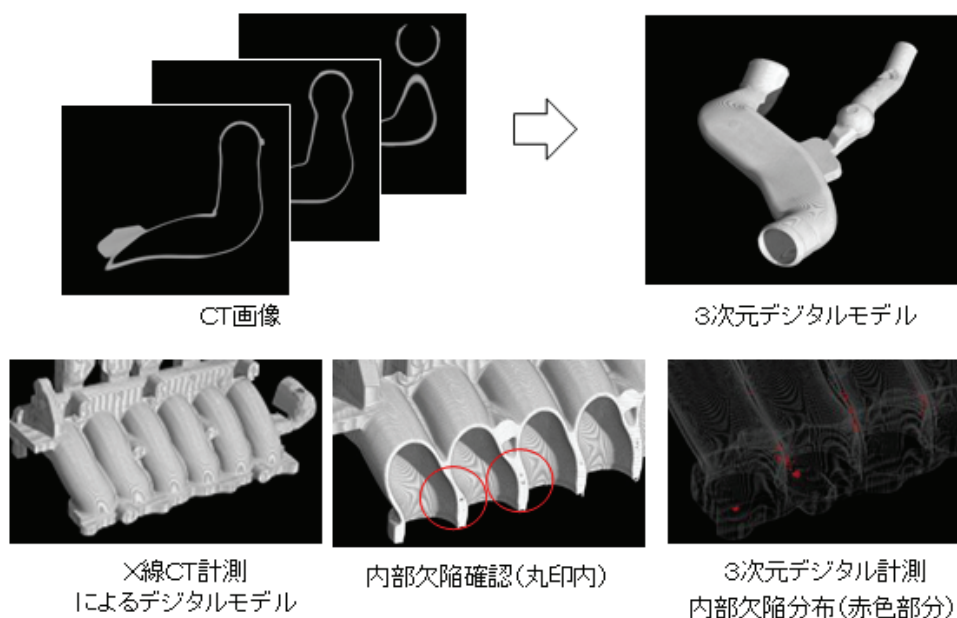 CT画像
3次元デジタルモデル
X線CT計測
によるデジタルモデル
内部欠陥確認(丸印内)
3次元デジタル計測
内部欠陥分布(赤色部分)